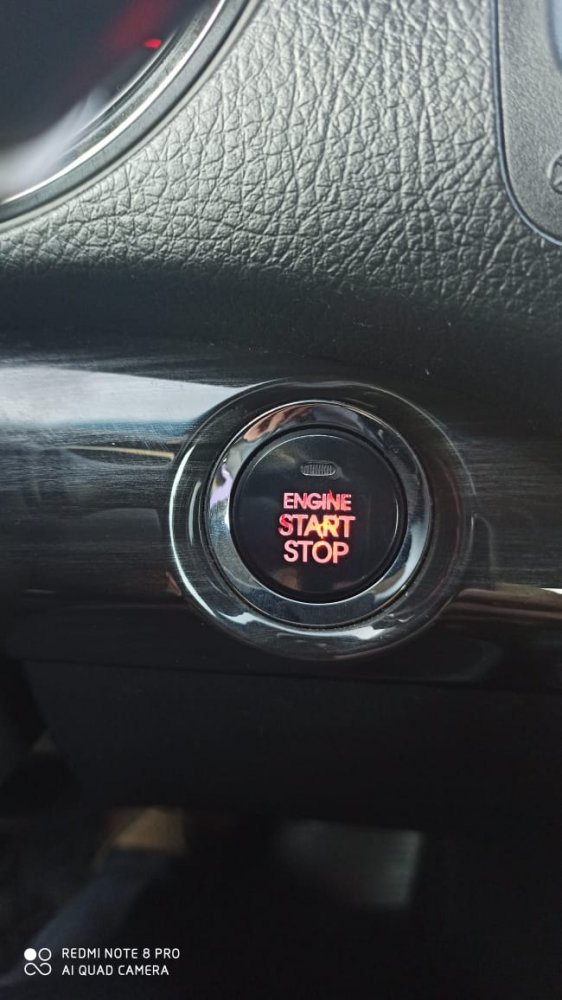 ENGINE
START
STOP
REDMI NOTE 8 PRO
AI QUAD CAMERA